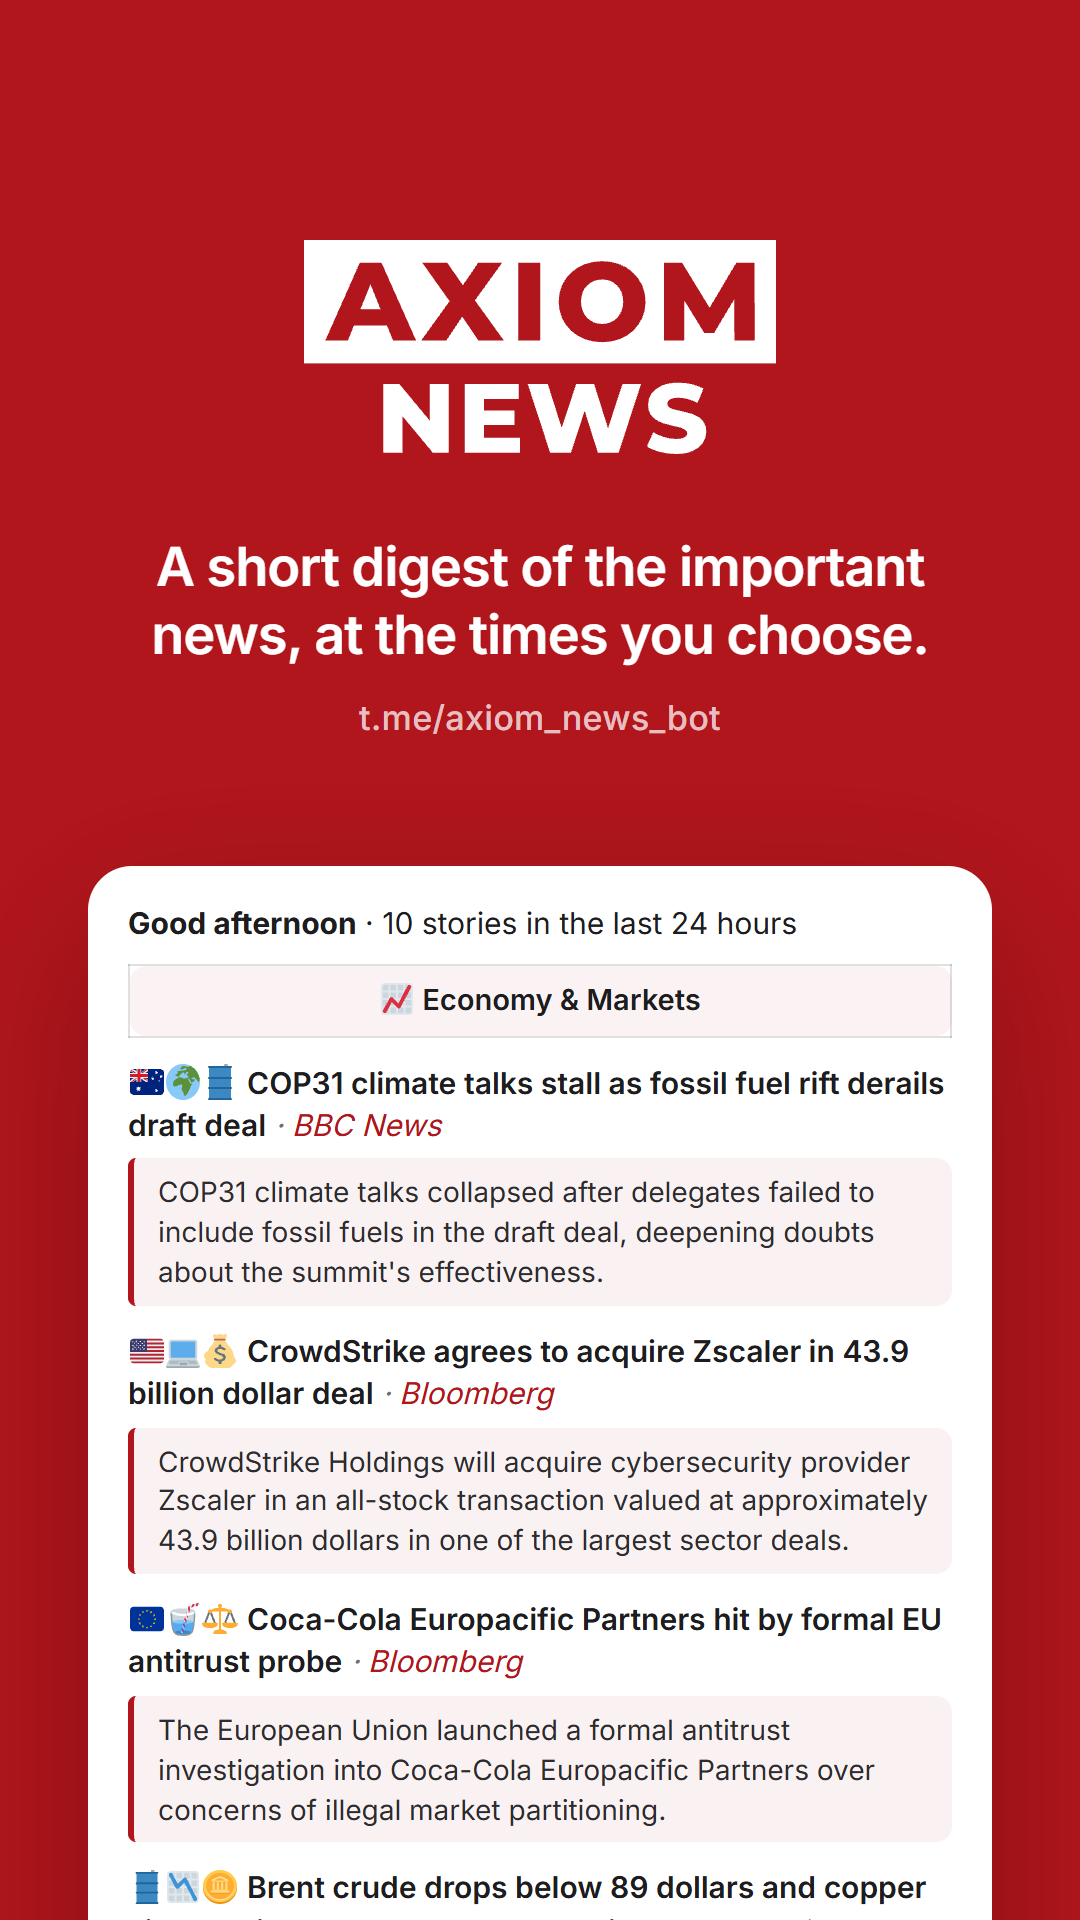 AXIOM
NEWS
A short digest of the important
news, at the times you choose.
t.me/axiom_news_bot
Good afternoon · 10 stories in the last 24 hours
Economy & Markets
COP31 climate talks stall as fossil fuel rift derails
draft deal · BBC News
COP31 climate talks collapsed after delegates failed to
include fossil fuels in the draft deal, deepening doubts
about the summit's effectiveness.
CrowdStrike agrees to acquire Zscaler in 43.9
billion dollar deal · Bloomberg
CrowdStrike Holdings will acquire cybersecurity provider
Zscaler in an all-stock transaction valued at approximately
43.9 billion dollars in one of the largest sector deals.
Coca-Cola Europacific Partners hit by formal EU
antitrust probe · Bloomberg
The European Union launched a formal antitrust
investigation into Coca-Cola Europacific Partners over
concerns of illegal market partitioning.
Brent crude drops below 89 dollars and copper